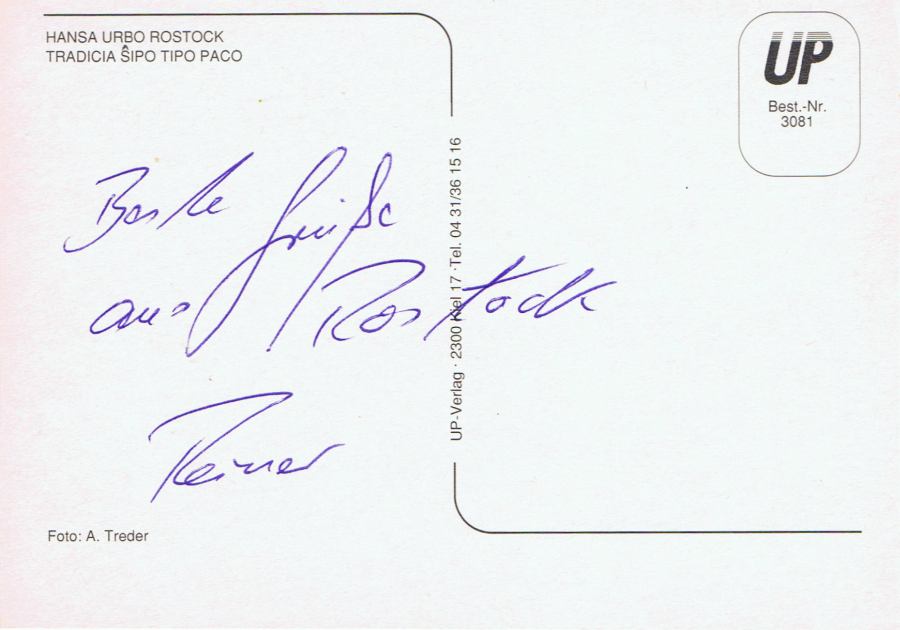 HANSA URBO ROSTOCK
TRADICIA ŜIPO TIPO PACO
UP
Best.-Nr.
3081
Beste Grüße
aus Rostock
Reiner
UP-Verlag · 2300 Kiel 17 · Tel. 04 31/36 15 16
Foto: A. Treder